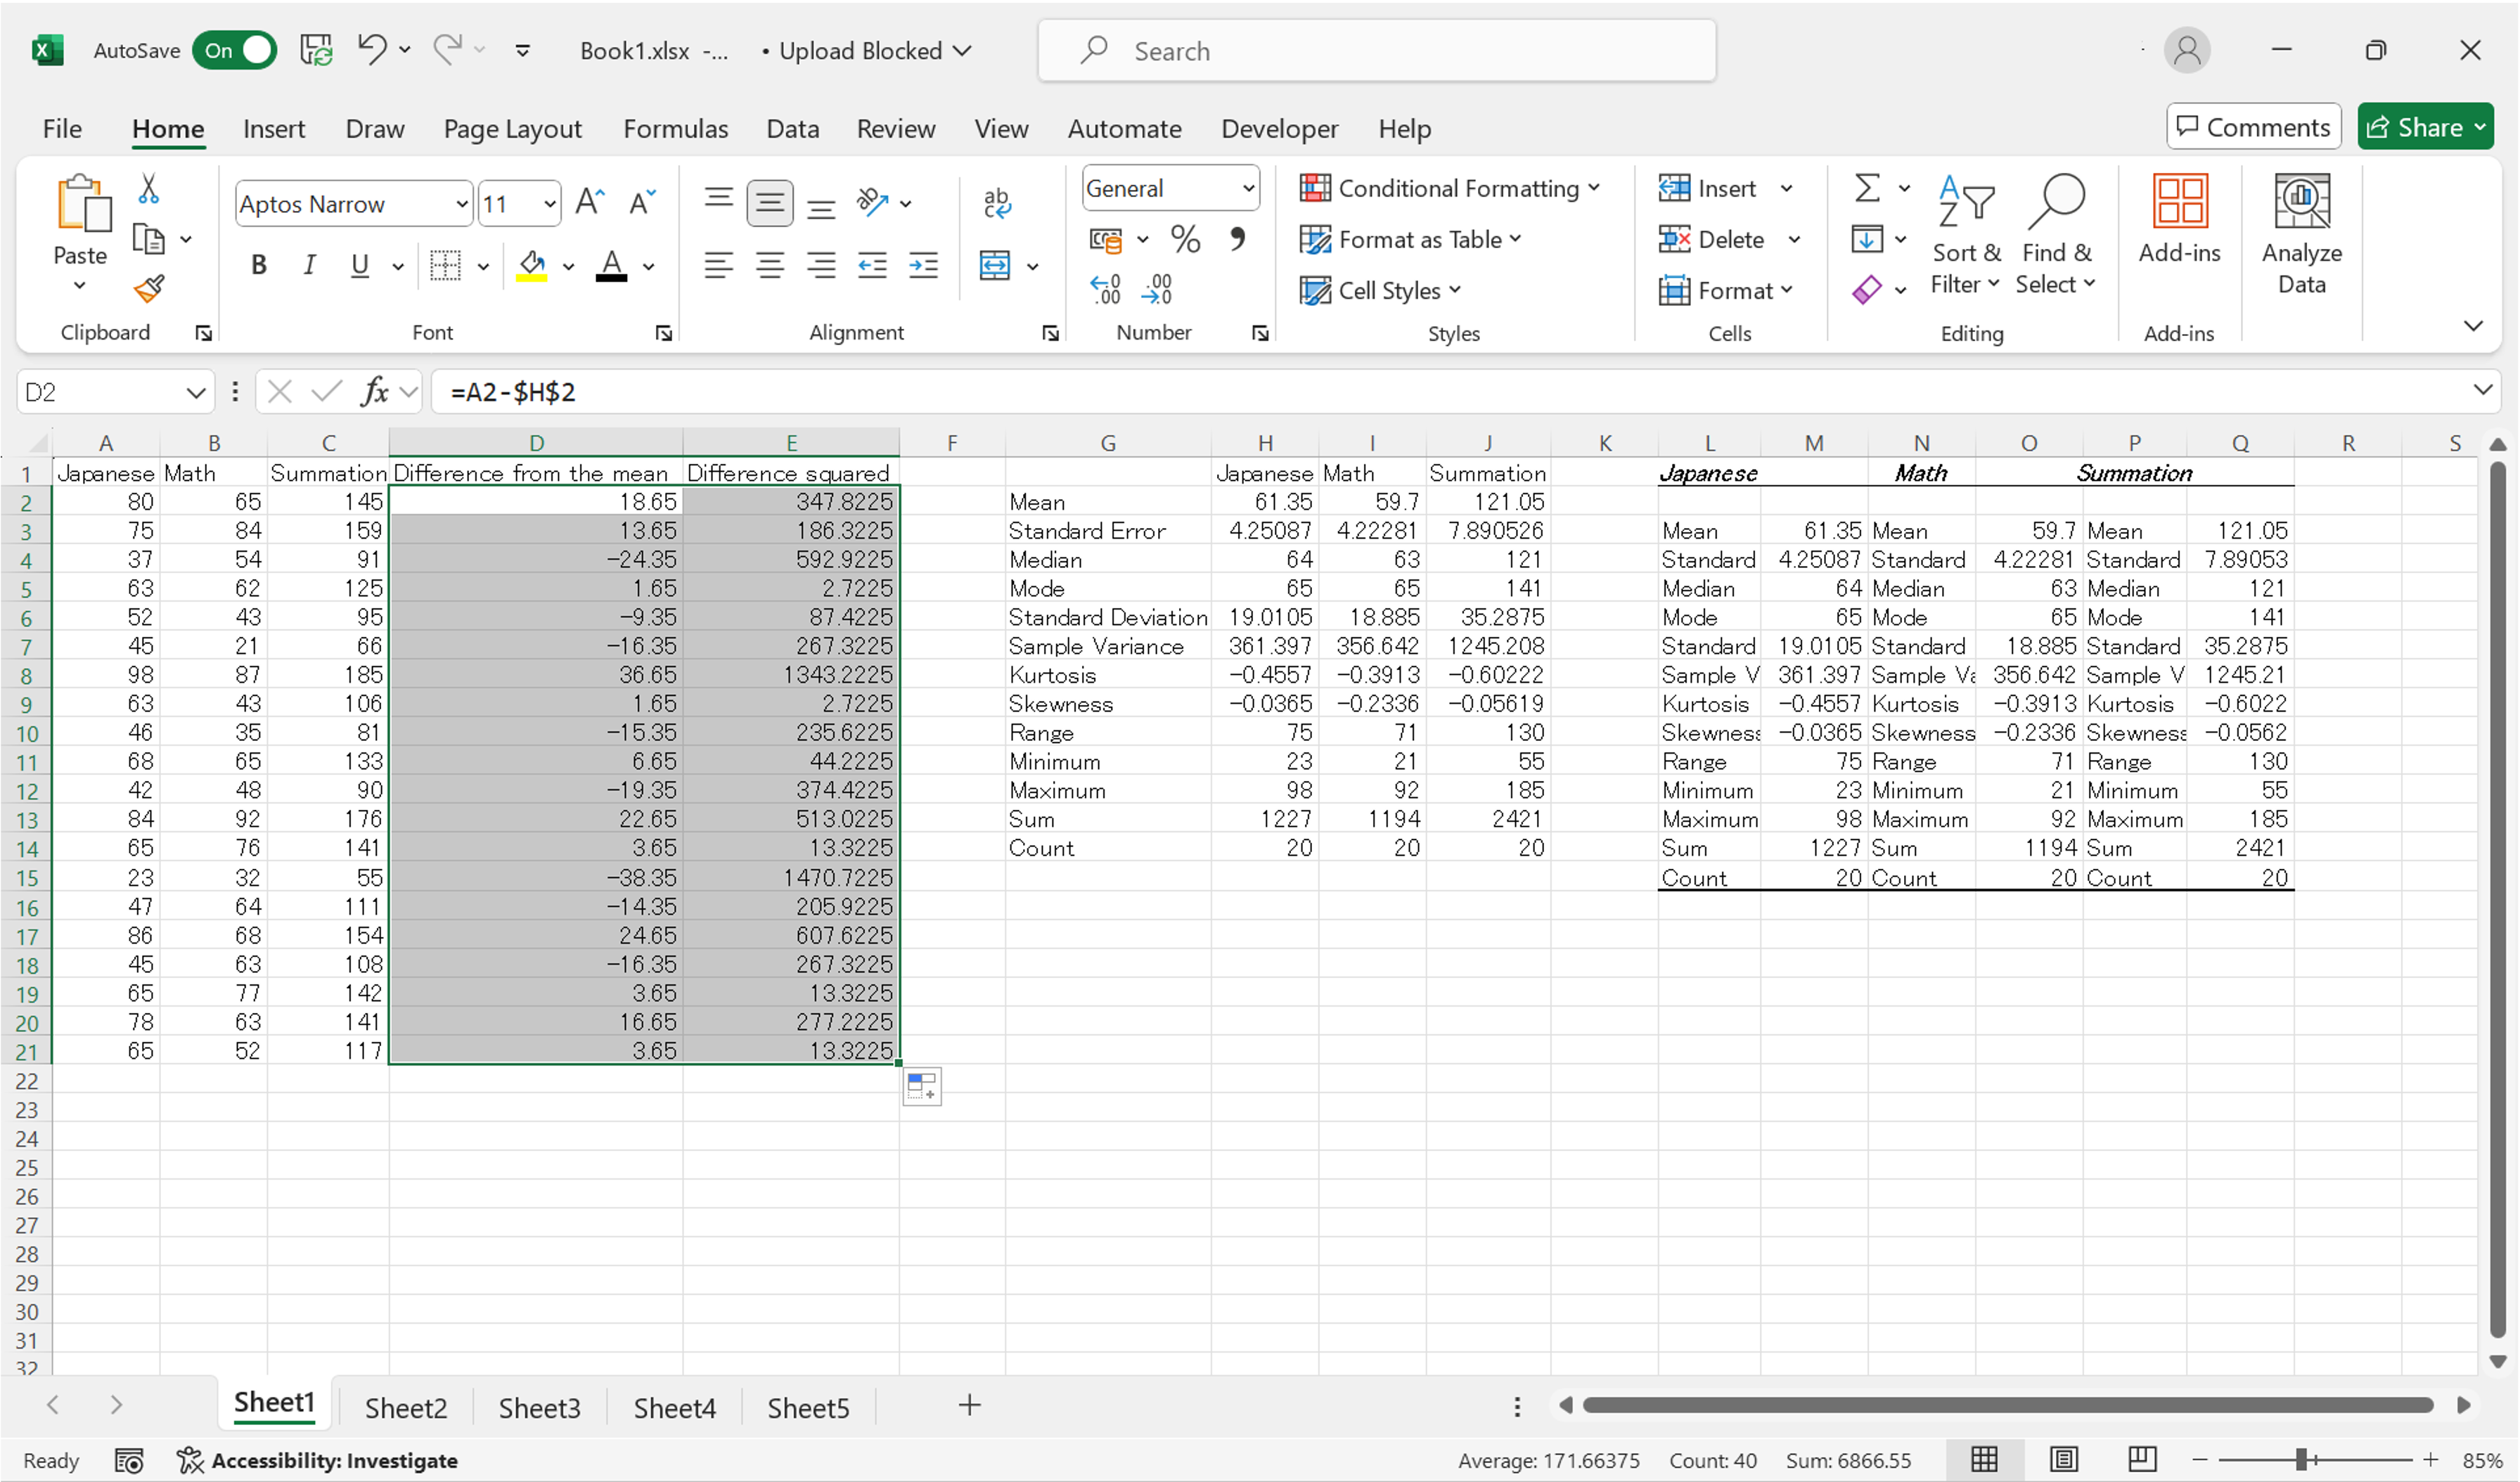 AutoSave On Book1.xlsx -... • Upload Blocked Search
File Home Insert Draw Page Layout Formulas Data Review View Automate Developer Help Comments Share
Paste Aptos Narrow 11 General Conditional Formatting Insert
Format as Table Delete Sort & Find & Add-ins Analyze
B I U Cell Styles Format Filter Select Data
Clipboard Font Alignment Number Styles Cells Editing Add-ins
D2 fx =A2-$H$2
A B C D E F G H I J K L M N O P Q R S
1 Japanese Math Summation Difference from the mean Difference squared Japanese Math Summation Japanese Math Summation
2 80 65 145 18.65 347.8225 Mean 61.35 59.7 121.05
3 75 84 159 13.65 186.3225 Standard Error 4.25087 4.22281 7.890526 Mean 61.35 Mean 59.7 Mean 121.05
4 37 54 91 -24.35 592.9225 Median 64 63 121 Standard 4.25087 Standard 4.22281 Standard 7.89053
5 63 62 125 1.65 2.7225 Mode 65 65 141 Median 64 Median 63 Median 121
6 52 43 95 -9.35 87.4225 Standard Deviation 19.0105 18.885 35.2875 Mode 65 Mode 65 Mode 141
7 45 21 66 -16.35 267.3225 Sample Variance 361.397 356.642 1245.208 Standard 19.0105 Standard 18.885 Standard 35.2875
8 98 87 185 36.65 1343.2225 Kurtosis -0.4557 -0.3913 -0.60222 Sample V 361.397 Sample Va 356.642 Sample V 1245.21
9 63 43 106 1.65 2.7225 Skewness -0.0365 -0.2336 -0.05619 Kurtosis -0.4557 Kurtosis -0.3913 Kurtosis -0.6022
10 46 35 81 -15.35 235.6225 Range 75 71 130 Skewness -0.0365 Skewness -0.2336 Skewness -0.0562
11 68 65 133 6.65 44.2225 Minimum 23 21 55 Range 75 Range 71 Range 130
12 42 48 90 -19.35 374.4225 Maximum 98 92 185 Minimum 23 Minimum 21 Minimum 55
13 84 92 176 22.65 513.0225 Sum 1227 1194 2421 Maximum 98 Maximum 92 Maximum 185
14 65 76 141 3.65 13.3225 Count 20 20 20 Sum 1227 Sum 1194 Sum 2421
15 23 32 55 -38.35 1470.7225 Count 20 Count 20 Count 20
16 47 64 111 -14.35 205.9225
17 86 68 154 24.65 607.6225
18 45 63 108 -16.35 267.3225
19 65 77 142 3.65 13.3225
20 78 63 141 16.65 277.2225
21 65 52 117 3.65 13.3225
22
23
24
25
26
27
28
29
30
31
32
Sheet1 Sheet2 Sheet3 Sheet4 Sheet5
Ready Accessibility: Investigate Average: 171.66375 Count: 40 Sum: 6866.55 85%